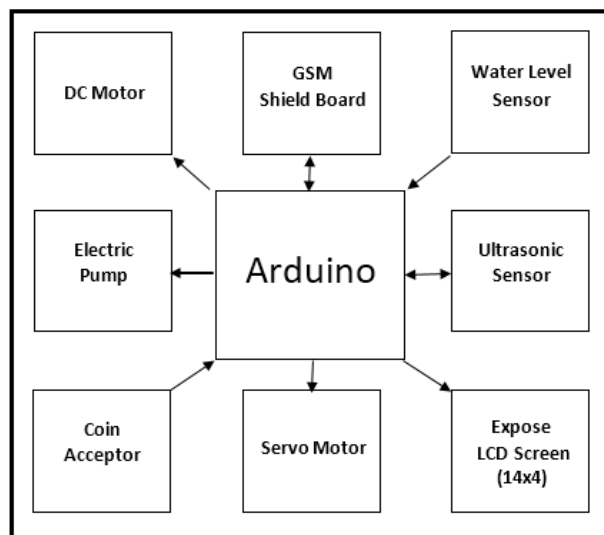 DC Motor
GSM
Shield Board
Water Level
Sensor
Electric
Pump
Arduino
Ultrasonic
Sensor
Coin
Acceptor
Servo Motor
Expose
LCD Screen
(14x4)